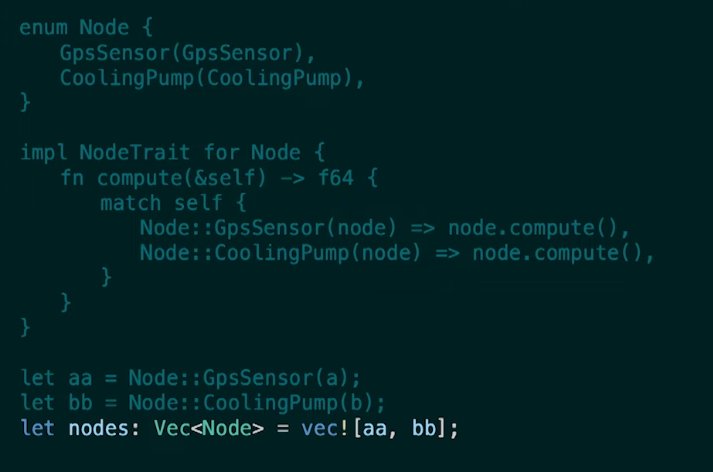 enum Node {
    GpsSensor(GpsSensor),
    CoolingPump(CoolingPump),
}

impl NodeTrait for Node {
    fn compute(&self) -> f64 {
        match self {
            Node::GpsSensor(node) => node.compute(),
            Node::CoolingPump(node) => node.compute(),
        }
    }
}

let aa = Node::GpsSensor(a);
let bb = Node::CoolingPump(b);
let nodes: Vec<Node> = vec![aa, bb];